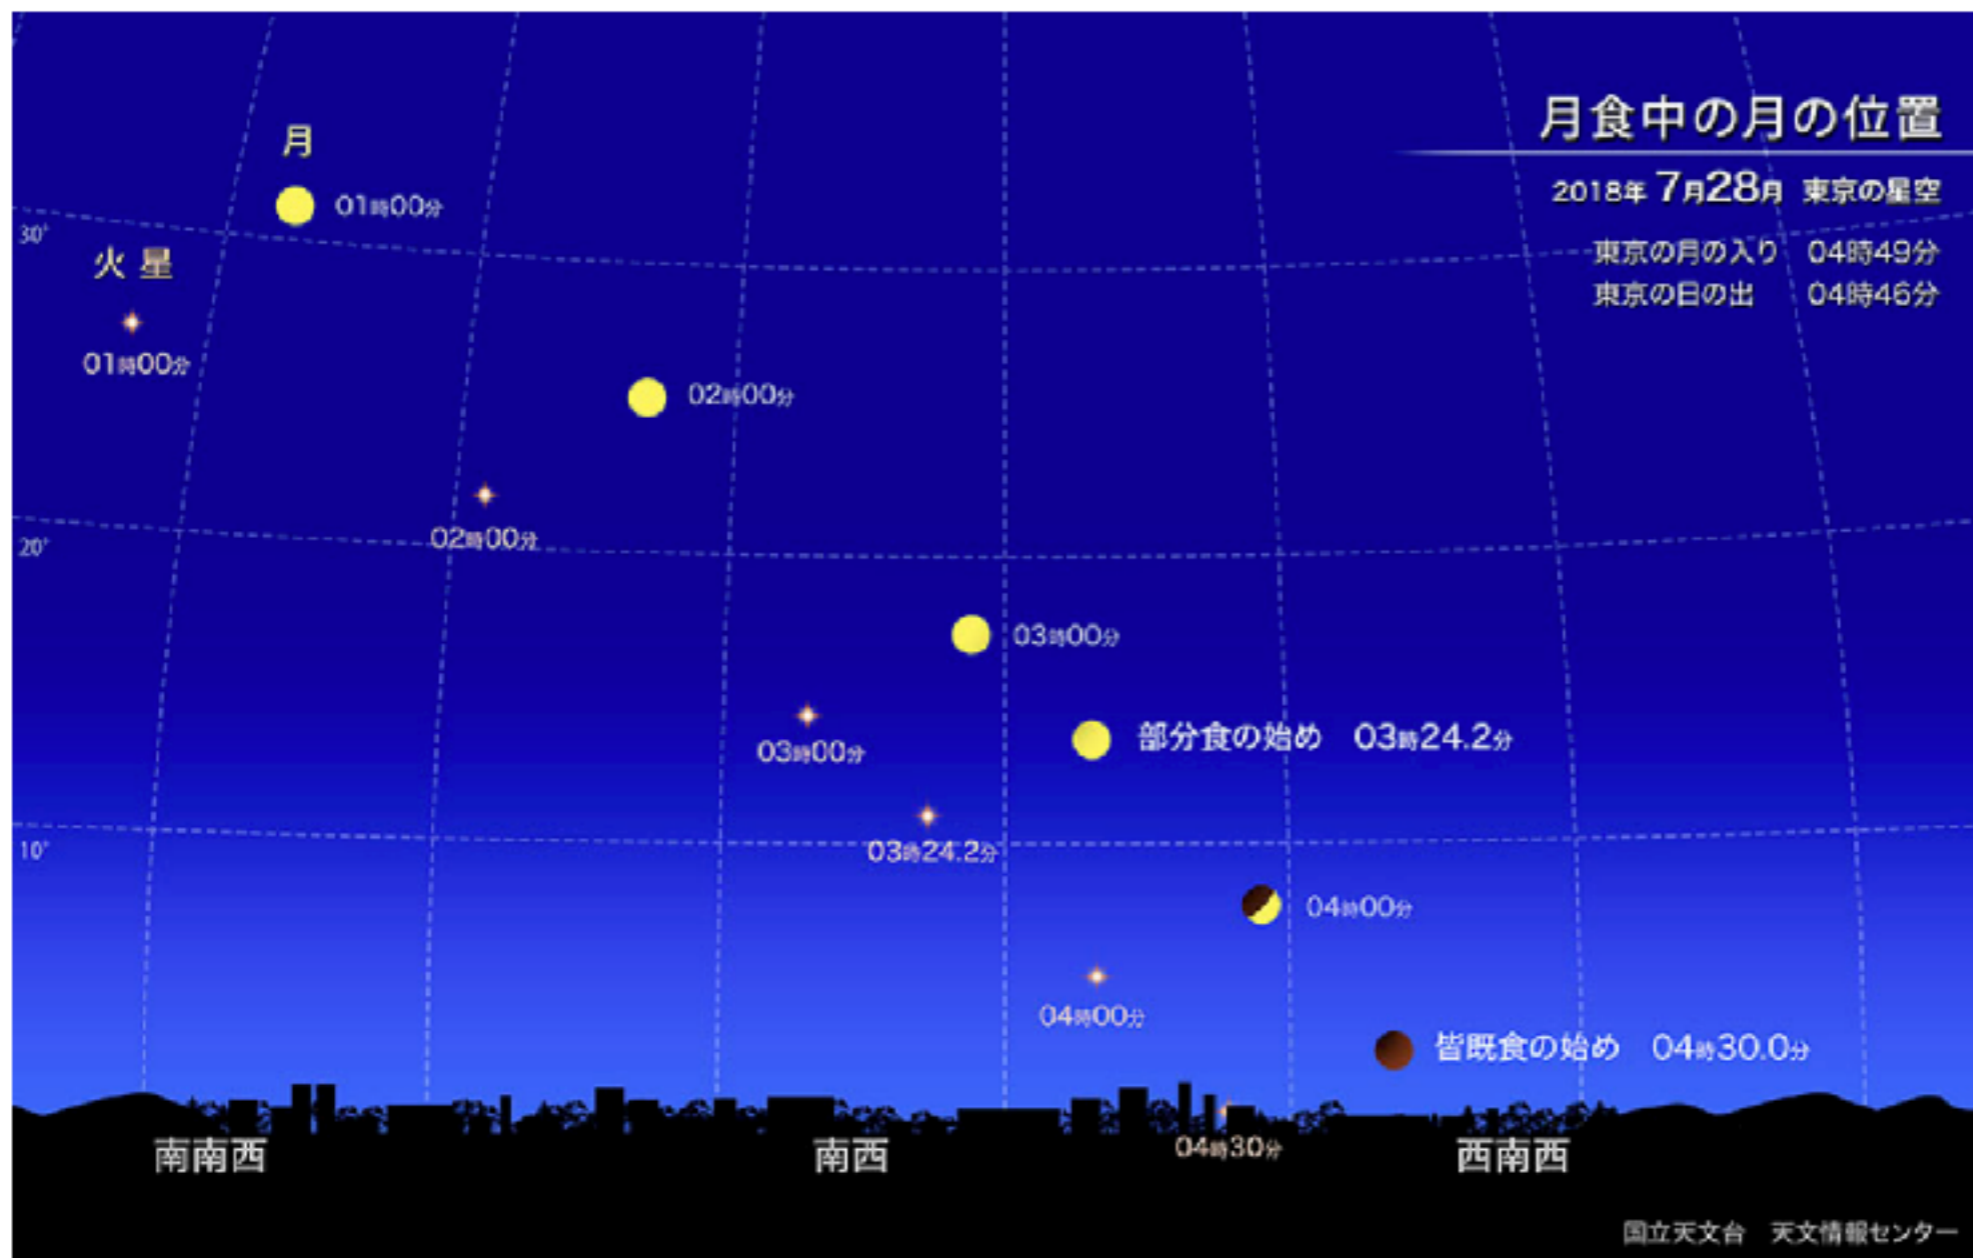 月食中の月の位置
2018年 7月28月 東京の星空
東京の月の入り 04時49分
東京の日の出 04時46分
月
01時00分
30°
火星
01時00分
02時00分
02時00分
20°
03時00分
部分食の始め 03時24.2分
03時00分
10°
03時24.2分
04時00分
04時00分
皆既食の始め 04時30.0分
南南西
南西
04時30分
西南西
国立天文台 天文情報センター